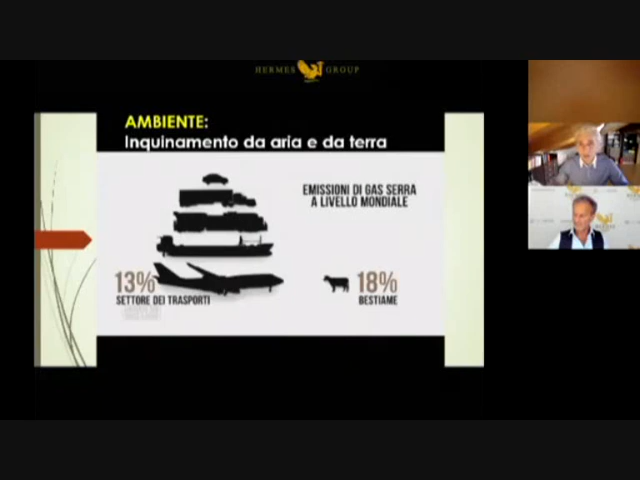 HERMES GROUP
AMBIENTE:
Inquinamento da aria e da terra
EMISSIONI DI GAS SERRA
A LIVELLO MONDIALE
13%
SETTORE DEI TRASPORTI
18%
BESTIAME